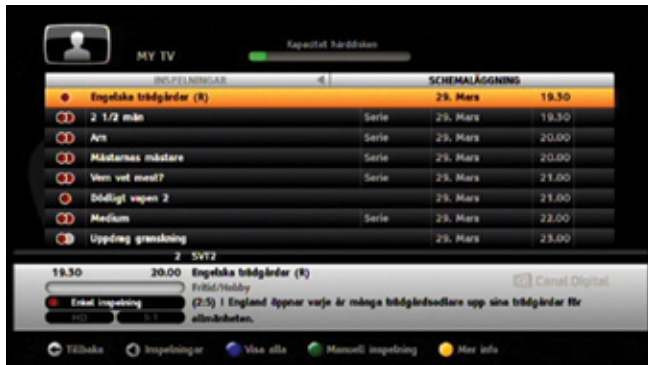 Kapacitet hårddisken
MY TV
INSPELNINGAR SCHEMALÄGGNING
Engelska trädgårdar (R) 29. Mars 19.30
2 1/2 män Serie 29. Mars 19.30
Arn Serie 29. Mars 20.00
Mästarnas mästare Serie 29. Mars 20.00
Vem vet mest? Serie 29. Mars 21.00
Dödligt vapen 2 29. Mars 21.00
Medium Serie 29. Mars 22.00
Uppdrag granskning 29. Mars 23.00
2 SVT2
19.30 20.00 Engelska trädgårdar (R)
Fritid/Hobby
Canal Digital
Enkel inspelning (2:5) I England öppnar varje år många trädgårdsodlare upp sina trädgårdar för
HD 5:1 allmänheten.
Tillbaka Inspelningar Visa alla Manuell inspelning Mer info